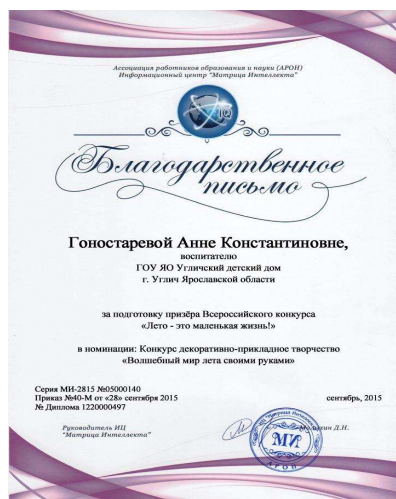 Ассоциация работников образования и науки (АРОН)
Информационный центр "Матрица Интеллекта"
IQ
Благодарственное
письмо
Гоностаревой Анне Константиновне,
воспитателю
ГОУ ЯО Угличский детский дом
г. Углич Ярославской области
за подготовку призёра Всероссийского конкурса
«Лето - это маленькая жизнь!»
в номинации: Конкурс декоративно-прикладное творчество
«Волшебный мир лета своими руками»
Серия МИ-2815 №05000140
Приказ №40-М от «28» сентября 2015
сентябрь, 2015
№ Диплома 1220000497
Руководитель ИЦ
"Матрица Интеллекта"
Д.Н.
МИ